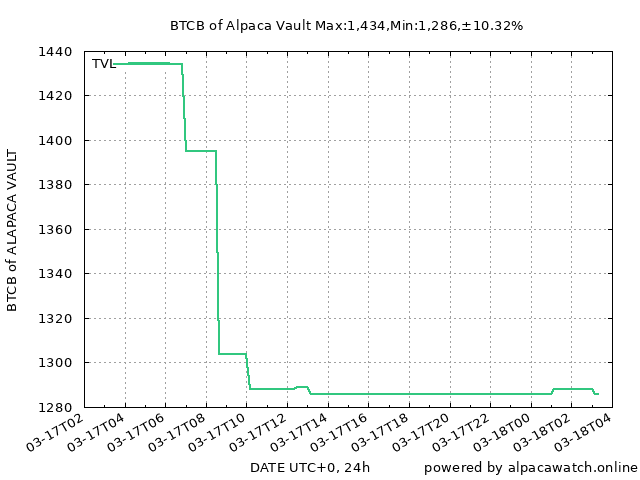 BTCB of Alpaca Vault Max:1,434,Min:1,286,±10.32%
1440
1420
1400
1380
1360
1340
1320
1300
1280
BTCB of ALAPACA VAULT
TVL
03-17T02
03-17T04
03-17T06
03-17T08
03-17T10
03-17T12
03-17T14
03-17T16
03-17T18
03-17T20
03-17T22
03-18T00
03-18T02
03-18T04
DATE UTC+0, 24h
powered by alpacawatch.online